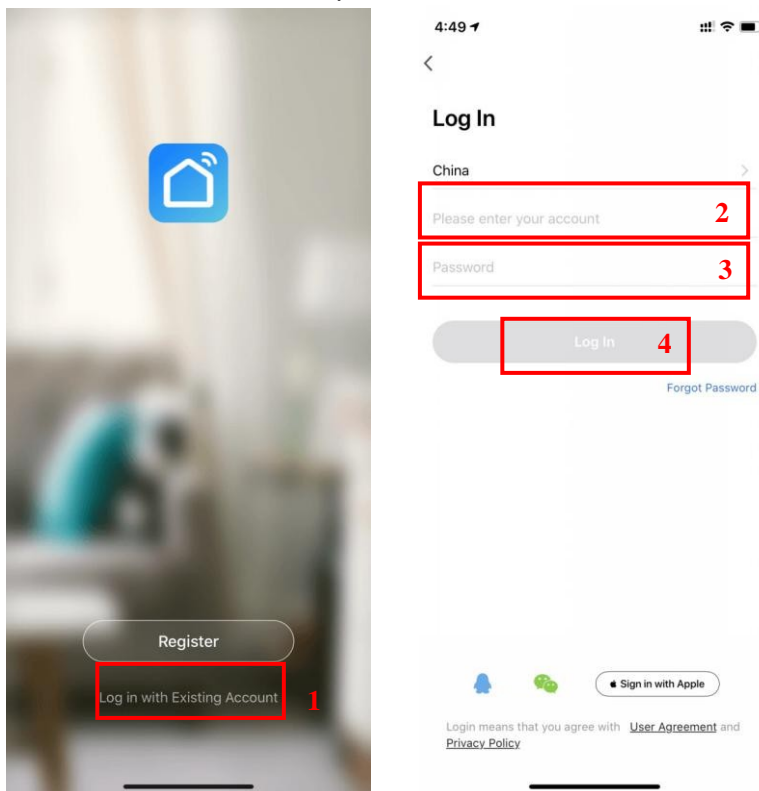 Register
Log in with Existing Account
1
4:49
Log In
China
Please enter your account
2
Password
3
Log In
4
Forgot Password
Sign in with Apple
Login means that you agree with User Agreement and
Privacy Policy